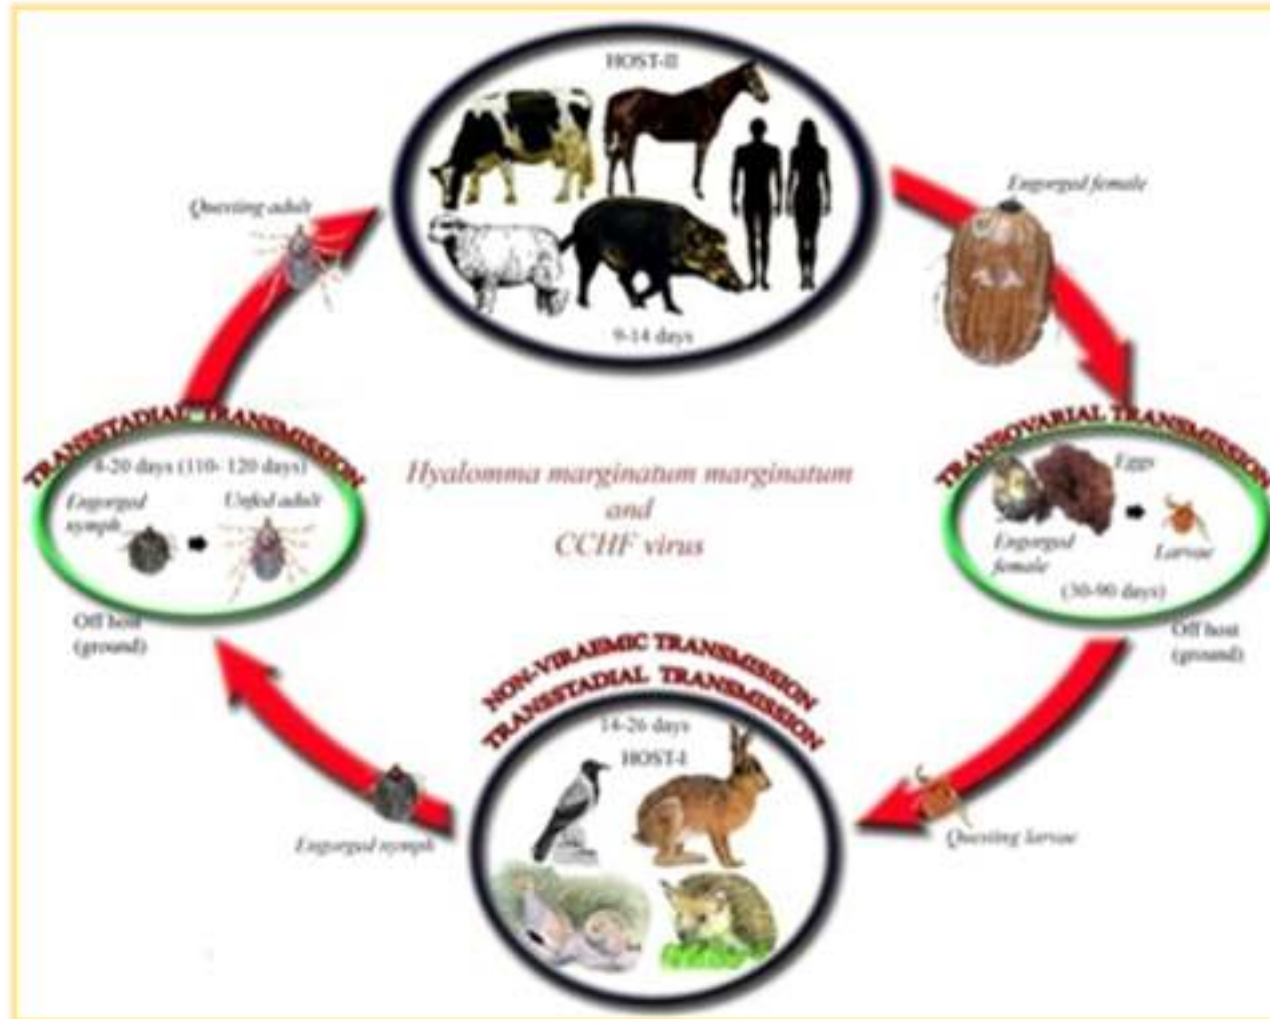 HOST-II
9-14 days
Questing adult
Engorged female
TRANSSTADIAL TRANSMISSION
4-20 days (110- 120 days)
Engorged
nymph
Unfed adult
Off host
(ground)
Hyalomma marginatum marginatum
and
CCHF virus
TRANSOVARIAL TRANSMISSION
Eggs
Engorged
female
Larvae
(30-90 days)
Off host
(ground)
NON-VIRAEMIC TRANSMISSION
TRANSSTADIAL TRANSMISSION
14-26 days
HOST-I
Engorged nymph
Questing larvae